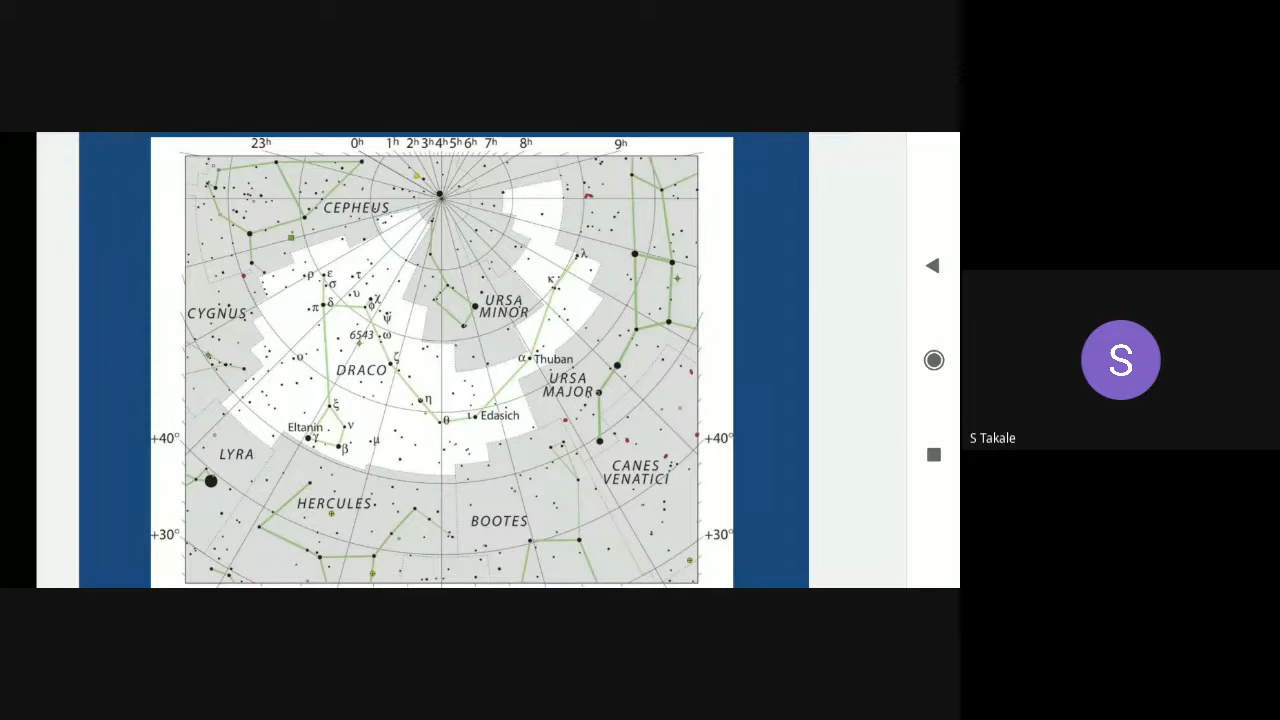 23h 0h 1h 2h 3h 4h 5h 6h 7h 8h 9h
CEPHEUS
λ
ρ ε τ κ
σ
υ χ
π δ φ
URSA
MINOR
CYGNUS
ψ
6543 ω
ο ζ
α Thuban
DRACO
URSA
MAJOR
η
ξ
θ ι Edasich
Eltanin ν
γ μ
β
+40° +40°
S Takale
LYRA
CANES
VENATICI
HERCULES
BOOTES
+30° +30°
S